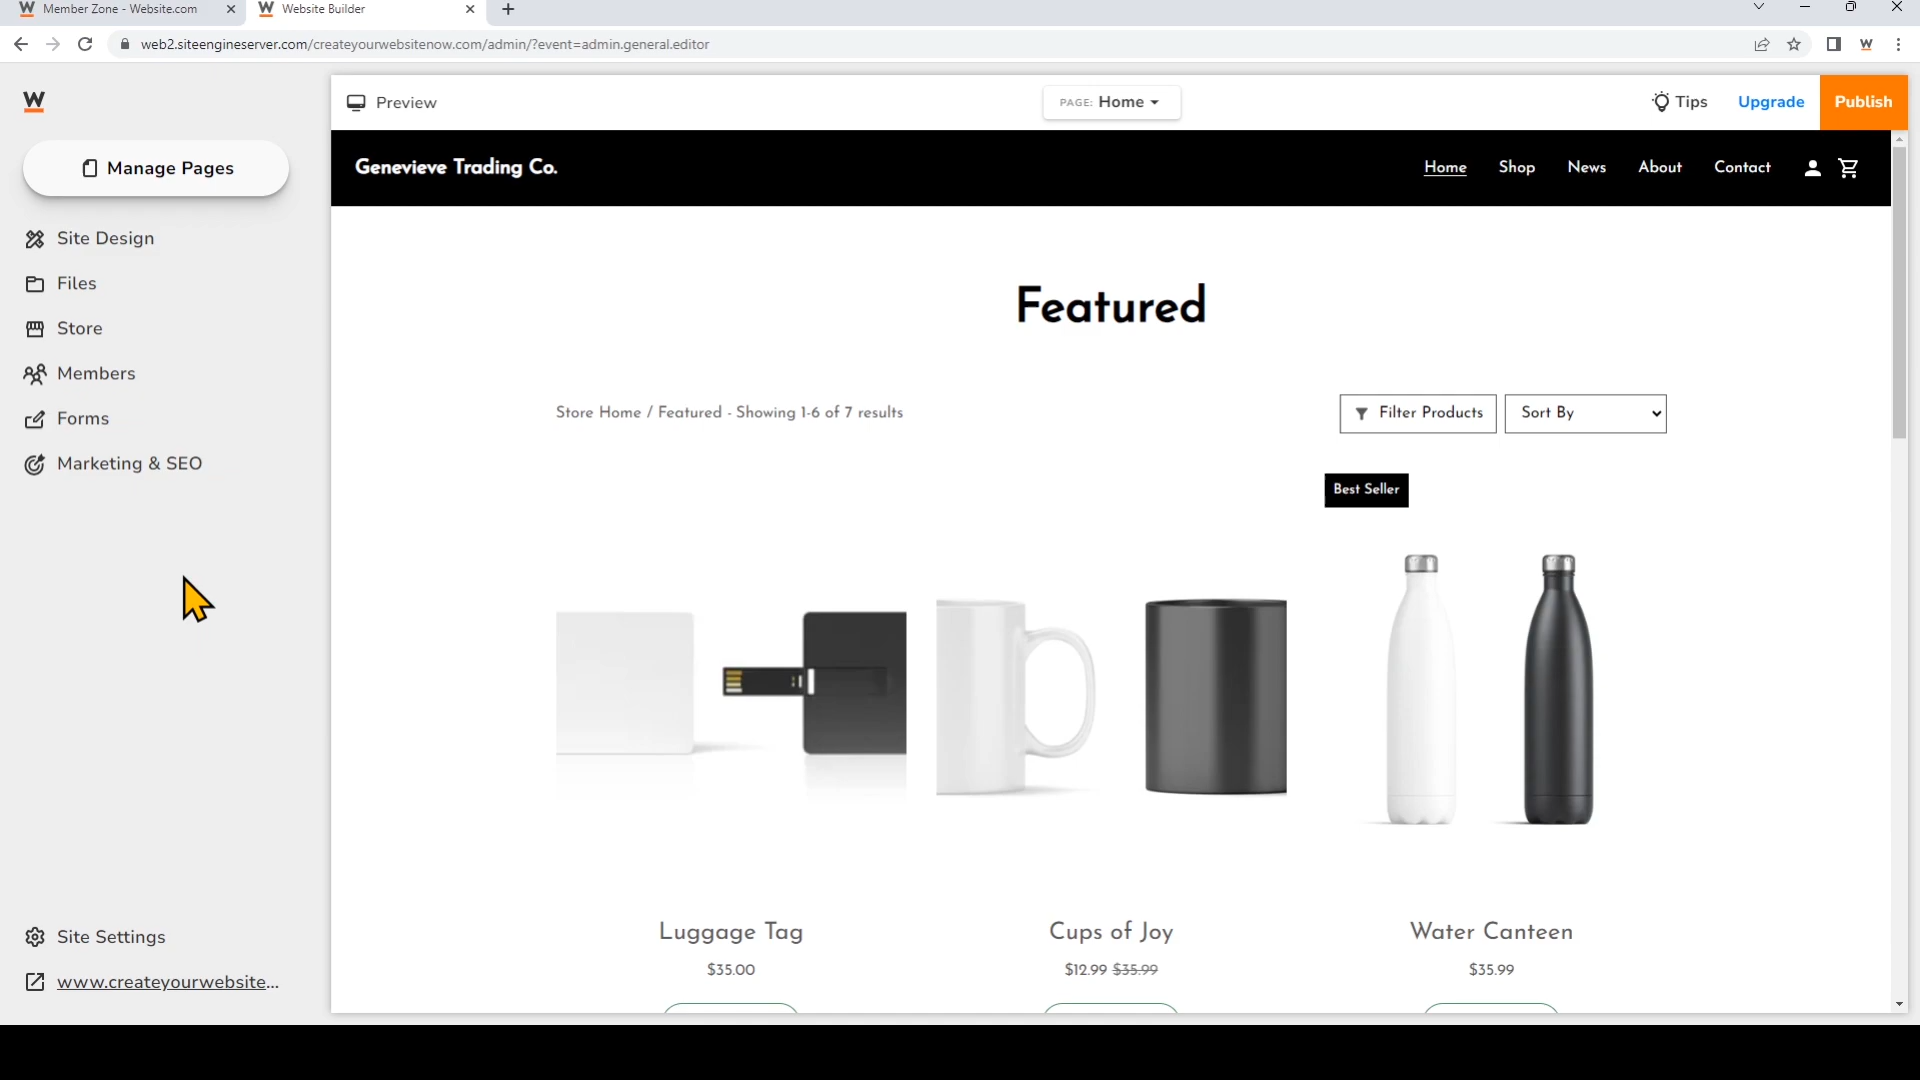 Member Zone - Website.com
Website Builder
web2.siteengineserver.com/createyourwebsitenow.com/admin/?event=admin.general.editor
W
Preview
PAGE: Home
Tips
Upgrade
Publish
Manage Pages
Genevieve Trading Co.
Home
Shop
News
About
Contact
Site Design
Files
Store
Members
Forms
Marketing & SEO
Featured
Store Home / Featured - Showing 1-6 of 7 results
Filter Products
Sort By
Best Seller
Luggage Tag
Cups of Joy
Water Canteen
$35.00
$12.99 $35.99
$35.99
Site Settings
www.createyourwebsite...